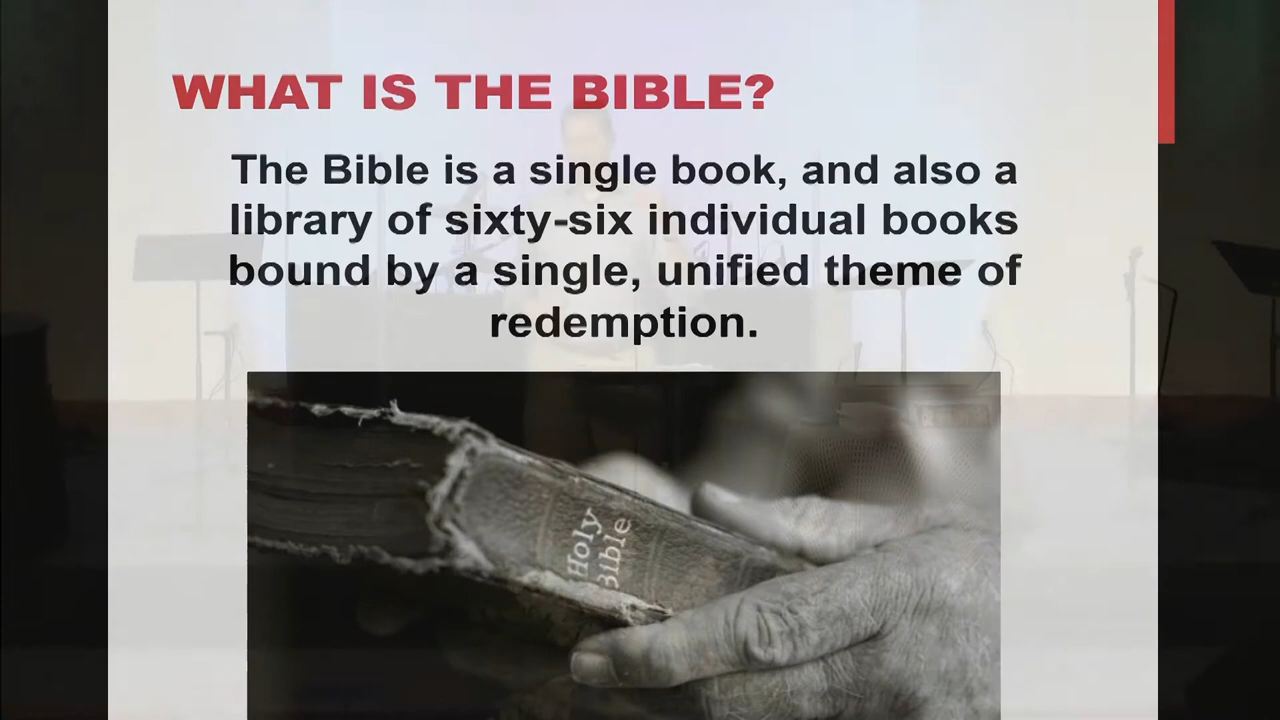 WHAT IS THE BIBLE?
The Bible is a single book, and also a
library of sixty-six individual books
bound by a single, unified theme of
redemption.
Holy
Bible